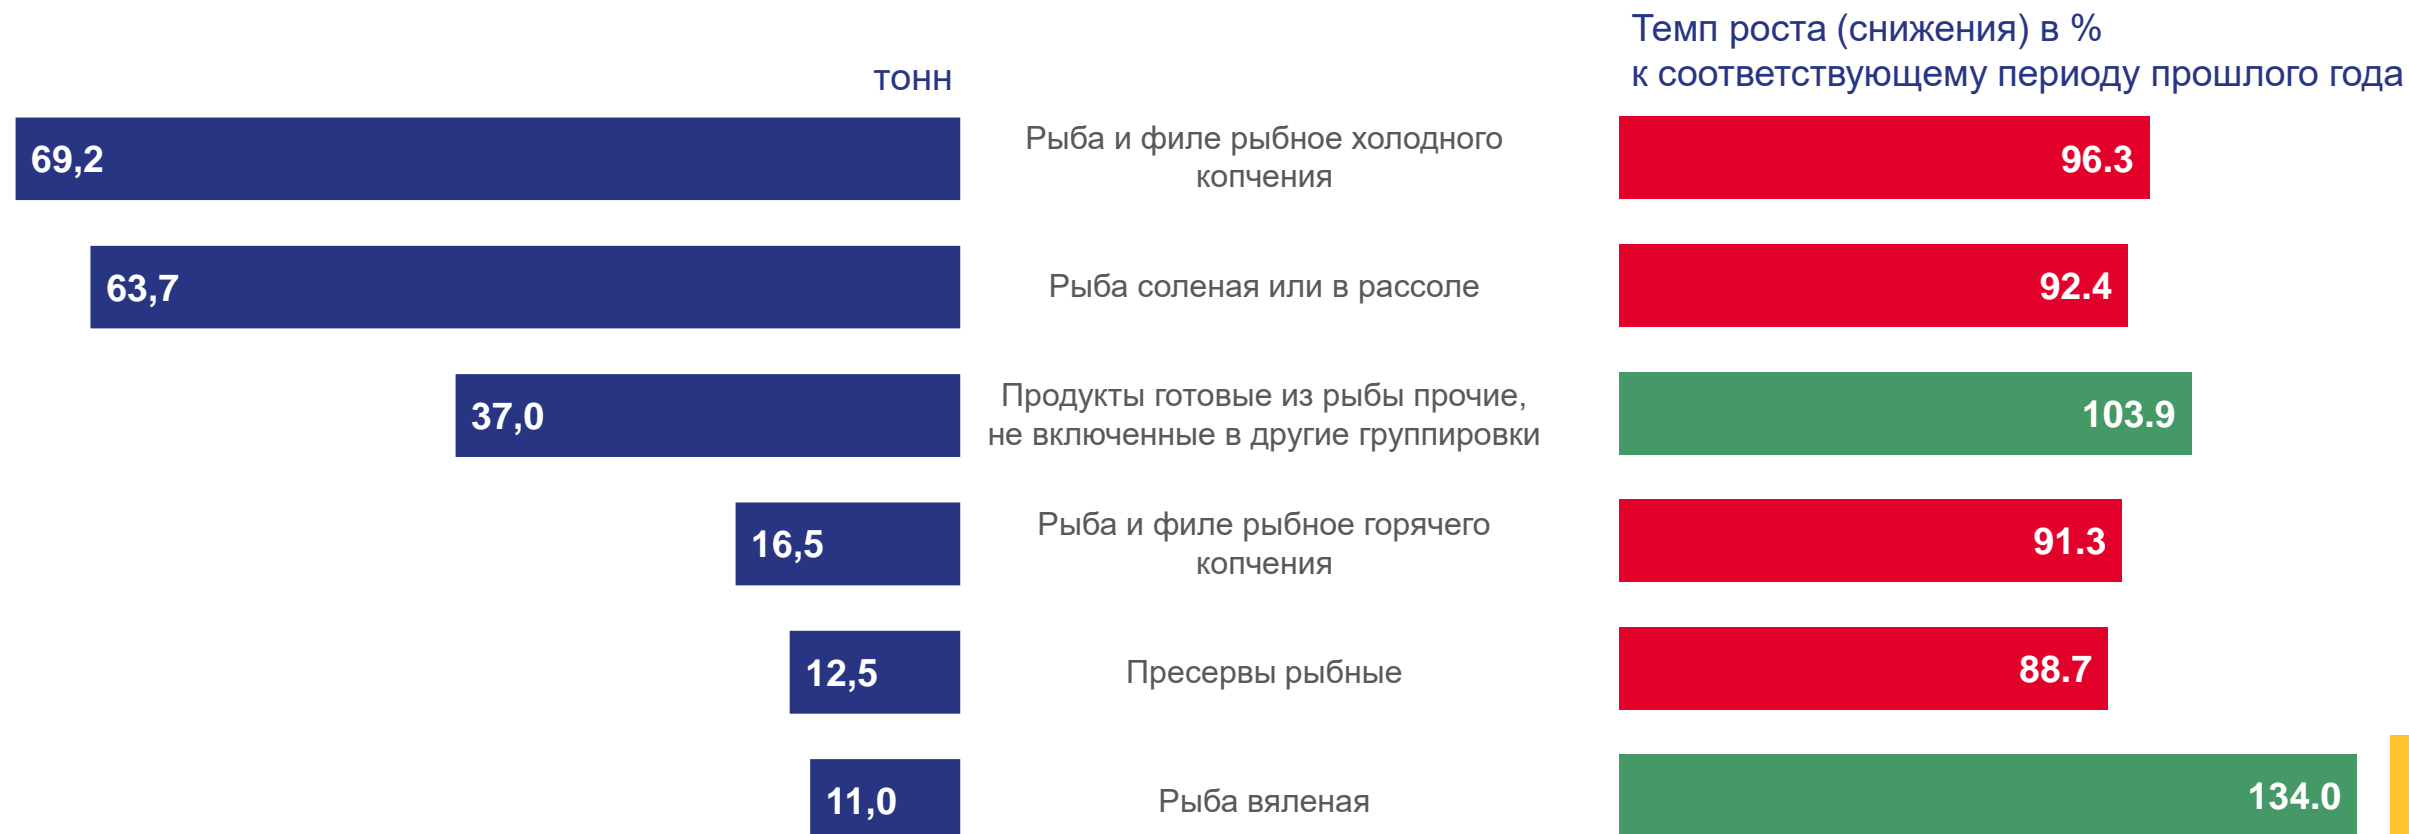 Темп роста (снижения) в %
к соответствующему периоду прошлого года
тонн
69,2
Рыба и филе рыбное холодного
копчения
96.3
63,7
Рыба соленая или в рассоле
92.4
37,0
Продукты готовые из рыбы прочие,
не включенные в другие группировки
103.9
16,5
Рыба и филе рыбное горячего
копчения
91.3
12,5
Пресервы рыбные
88.7
11,0
Рыба вяленая
134.0